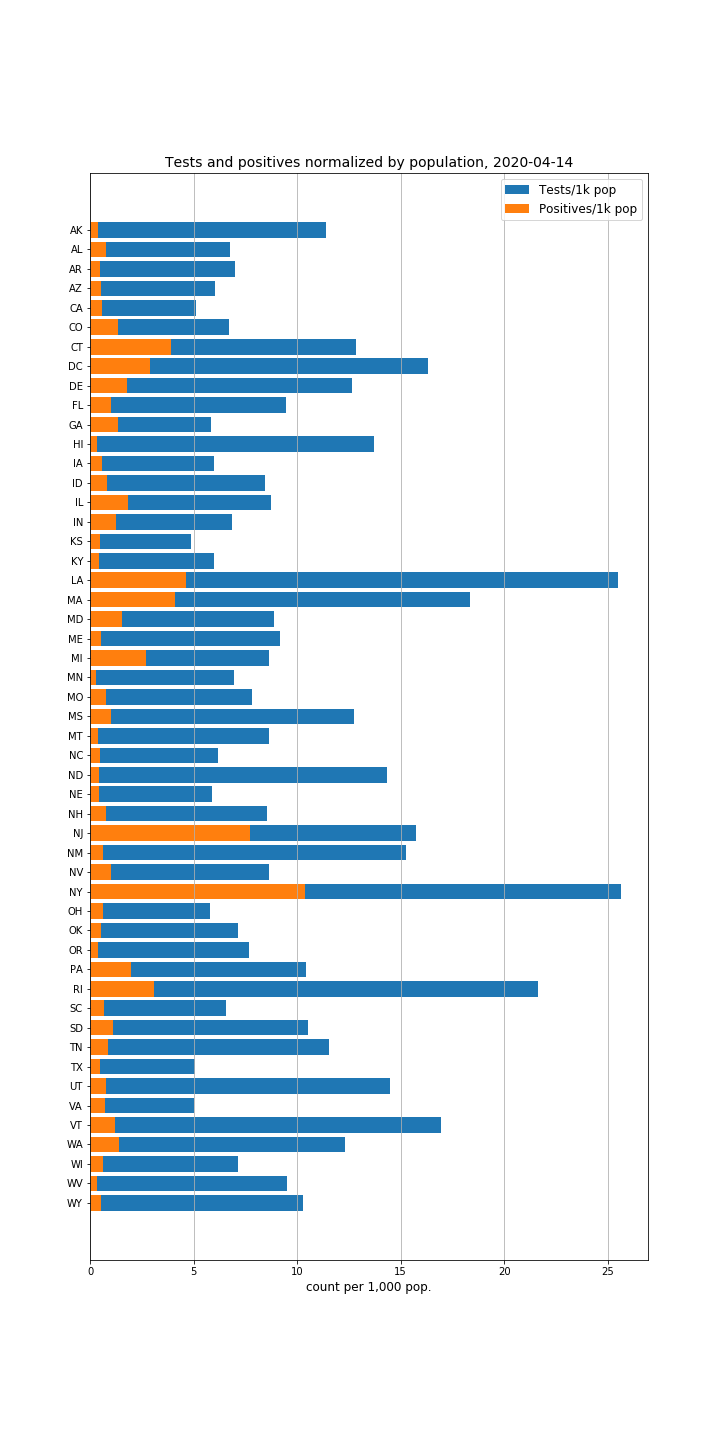 Tests and positives normalized by population, 2020-04-14
Tests/1k pop
Positives/1k pop
AK
AL
AR
AZ
CA
CO
CT
DC
DE
FL
GA
HI
IA
ID
IL
IN
KS
KY
LA
MA
MD
ME
MI
MN
MO
MS
MT
NC
ND
NE
NH
NJ
NM
NV
NY
OH
OK
OR
PA
RI
SC
SD
TN
TX
UT
VA
VT
WA
WI
WV
WY
0 5 10 15 20 25
count per 1,000 pop.